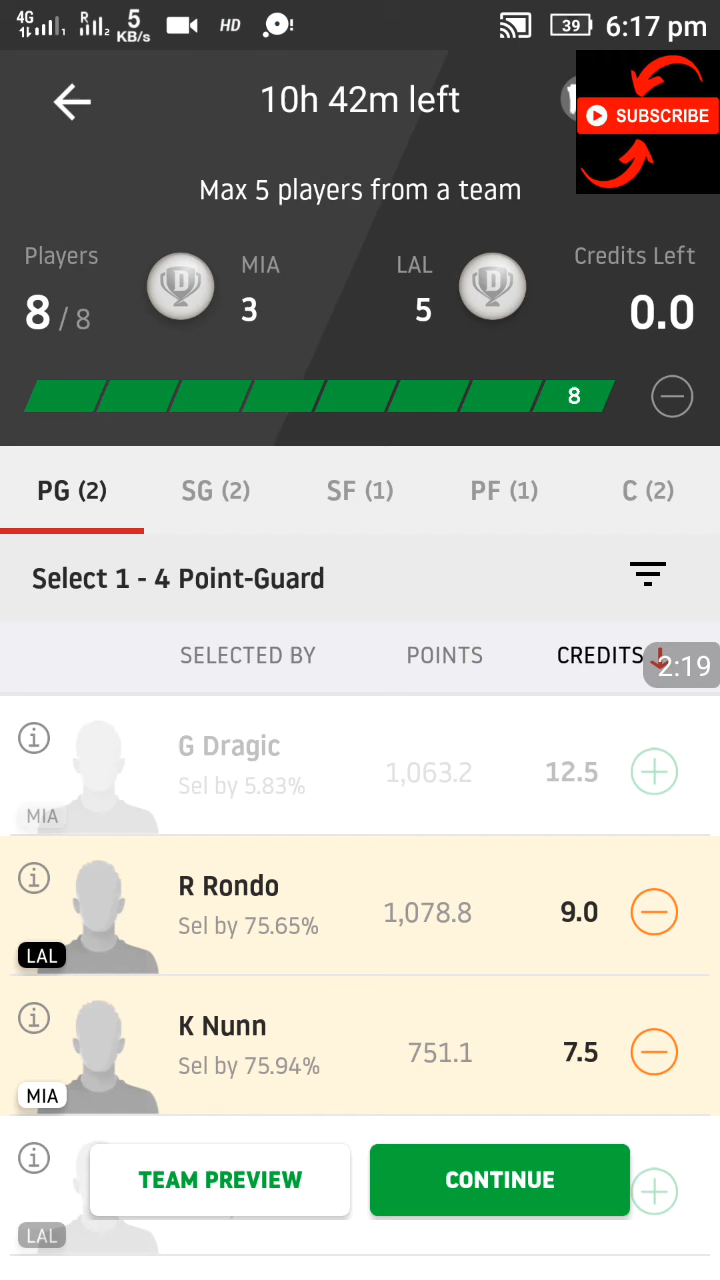 4G R 5 KB/s HD 39 6:17 pm
10h 42m left
SUBSCRIBE
Max 5 players from a team
Players MIA LAL Credits Left
8 / 8 D 3 5 D 0.0
8
PG (2) SG (2) SF (1) PF (1) C (2)
Select 1 - 4 Point-Guard
SELECTED BY POINTS CREDITS
2:19
G Dragic
Sel by 5.83% 1,063.2 12.5
MIA
R Rondo
Sel by 75.65% 1,078.8 9.0
LAL
K Nunn
Sel by 75.94% 751.1 7.5
MIA
TEAM PREVIEW CONTINUE
LAL